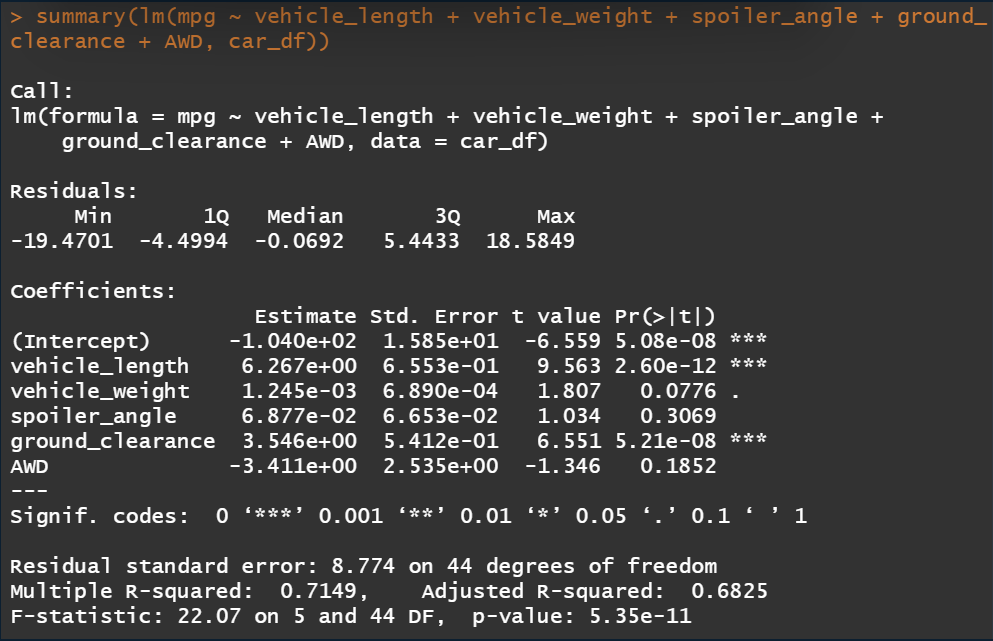 > summary(lm(mpg ~ vehicle_length + vehicle_weight + spoiler_angle + ground_
clearance + AWD, car_df))
Call:
lm(formula = mpg ~ vehicle_length + vehicle_weight + spoiler_angle +
    ground_clearance + AWD, data = car_df)
Residuals:
     Min       1Q   Median       3Q      Max
-19.4701  -4.4994  -0.0692   5.4433  18.5849
Coefficients:
                   Estimate Std. Error t value Pr(>|t|)
(Intercept)      -1.040e+02  1.585e+01  -6.559 5.08e-08 ***
vehicle_length    6.267e+00  6.553e-01   9.563 2.60e-12 ***
vehicle_weight    1.245e-03  6.890e-04   1.807   0.0776 .
spoiler_angle     6.877e-02  6.653e-02   1.034   0.3069
ground_clearance  3.546e+00  5.412e-01   6.551 5.21e-08 ***
AWD              -3.411e+00  2.535e+00  -1.346   0.1852
---
Signif. codes:  0 ‘***’ 0.001 ‘**’ 0.01 ‘*’ 0.05 ‘.’ 0.1 ‘ ’ 1
Residual standard error: 8.774 on 44 degrees of freedom
Multiple R-squared:  0.7149,    Adjusted R-squared:  0.6825
F-statistic: 22.07 on 5 and 44 DF,  p-value: 5.35e-11